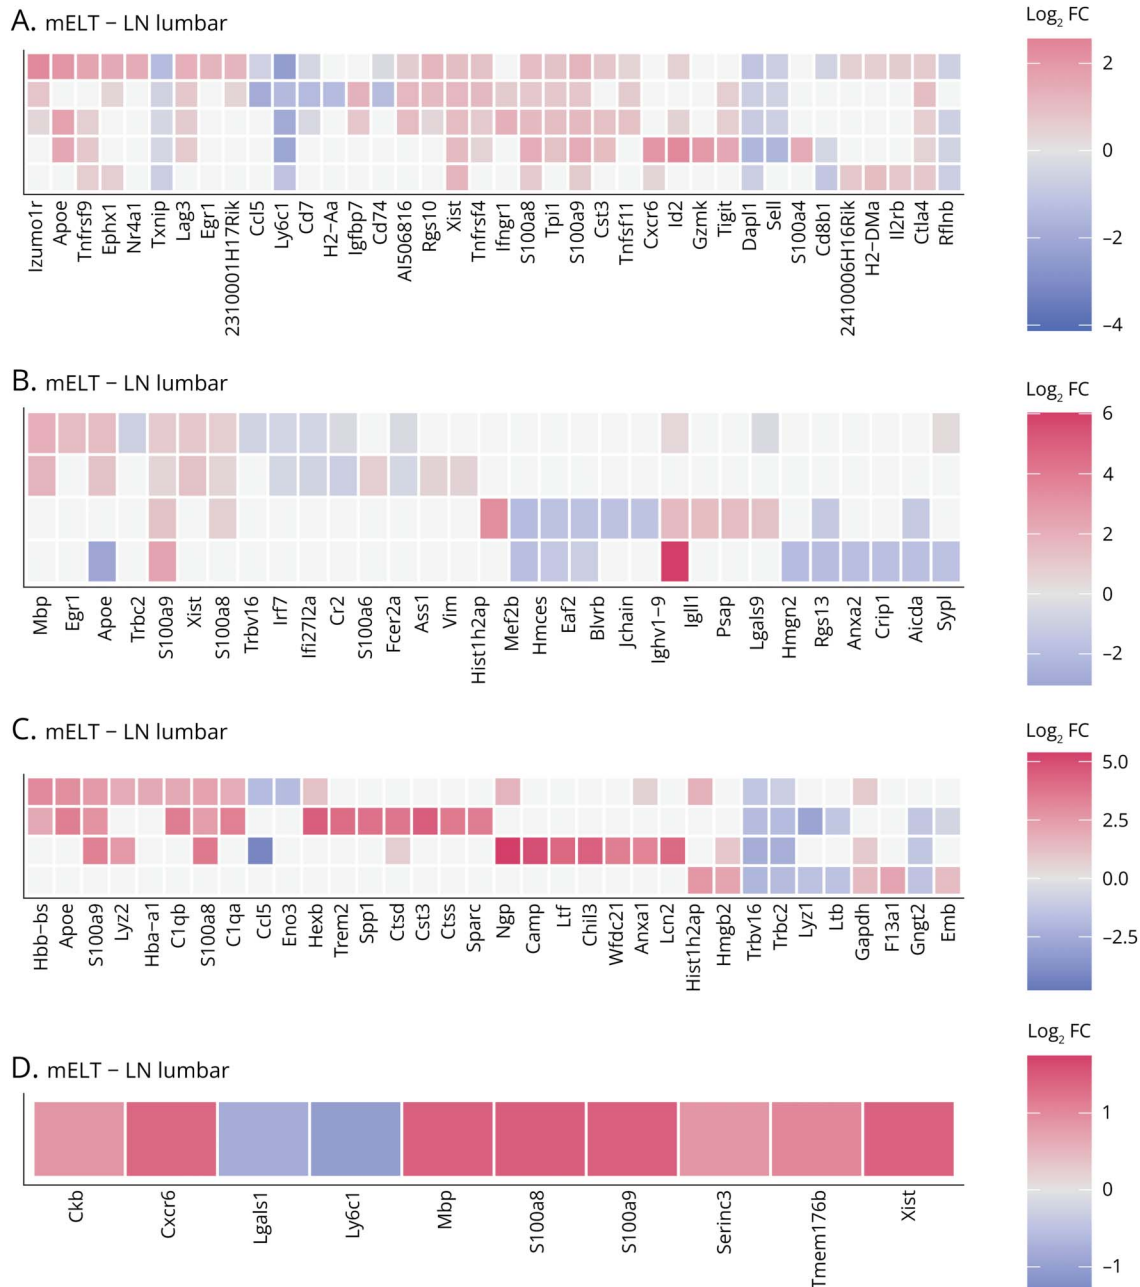 A. mELT – LN lumbar
Log2 FC
2
0
−2
−4
Izumo1r
Apoe
Tnfrsf9
Ephx1
Nr4a1
Txnip
Lag3
Egr1
2310001H17Rik
Ccl5
Ly6c1
Cd7
H2−Aa
Igfbp7
Cd74
AI506816
Rgs10
Xist
Tnfrsf4
Ifngr1
S100a8
Tpi1
S100a9
Cst3
Tnfsf11
Cxcr6
Id2
Gzmk
Tigit
Dapl1
Sell
S100a4
Cd8b1
2410006H16Rik
H2−DMa
Il2rb
Ctla4
Rflnb
B. mELT – LN lumbar
Log2 FC
6
4
2
0
−2
Mbp
Egr1
Apoe
Trbc2
S100a9
Xist
S100a8
Trbv16
Irf7
Ifi27l2a
Cr2
S100a6
Fcer2a
Ass1
Vim
Hist1h2ap
Mef2b
Hmces
Eaf2
Blvrb
Jchain
Ighv1−9
Igll1
Psap
Lgals9
Hmgn2
Rgs13
Anxa2
Crip1
Aicda
Sypl
C. mELT – LN lumbar
Log2 FC
5.0
2.5
0.0
−2.5
Hbb−bs
Apoe
S100a9
Lyz2
Hba−a1
C1qb
S100a8
C1qa
Ccl5
Eno3
Hexb
Trem2
Spp1
Ctsd
Cst3
Ctss
Sparc
Ngp
Camp
Ltf
Chil3
Wfdc21
Anxa1
Lcn2
Hist1h2ap
Hmgb2
Trbv16
Trbc2
Lyz1
Ltb
Gapdh
F13a1
Gngt2
Emb
D. mELT – LN lumbar
Log2 FC
1
0
−1
Ckb
Cxcr6
Lgals1
Ly6c1
Mbp
S100a8
S100a9
Serinc3
Tmem176b
Xist